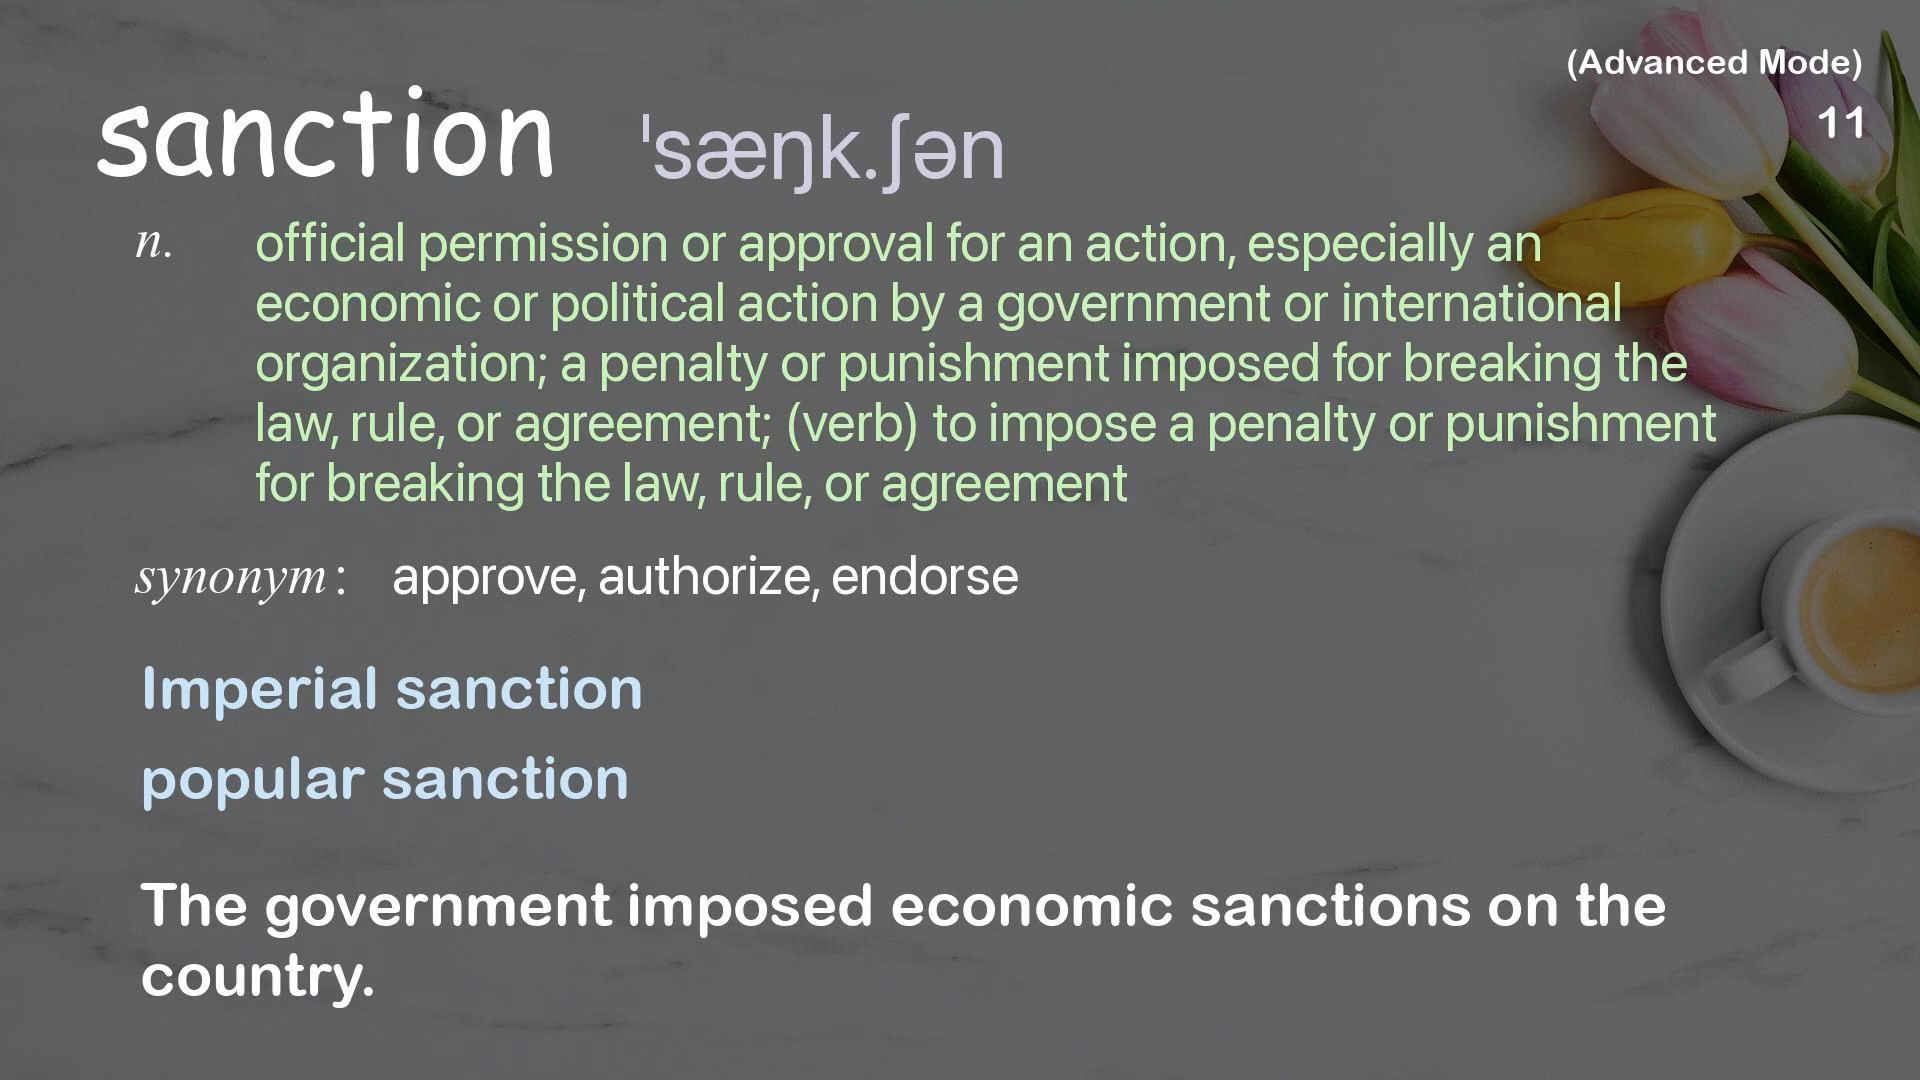 (Advanced Mode)
11
sanction ˈsæŋk.ʃən
n. official permission or approval for an action, especially an
economic or political action by a government or international
organization; a penalty or punishment imposed for breaking the
law, rule, or agreement; (verb) to impose a penalty or punishment
for breaking the law, rule, or agreement
synonym: approve, authorize, endorse
Imperial sanction
popular sanction
The government imposed economic sanctions on the
country.